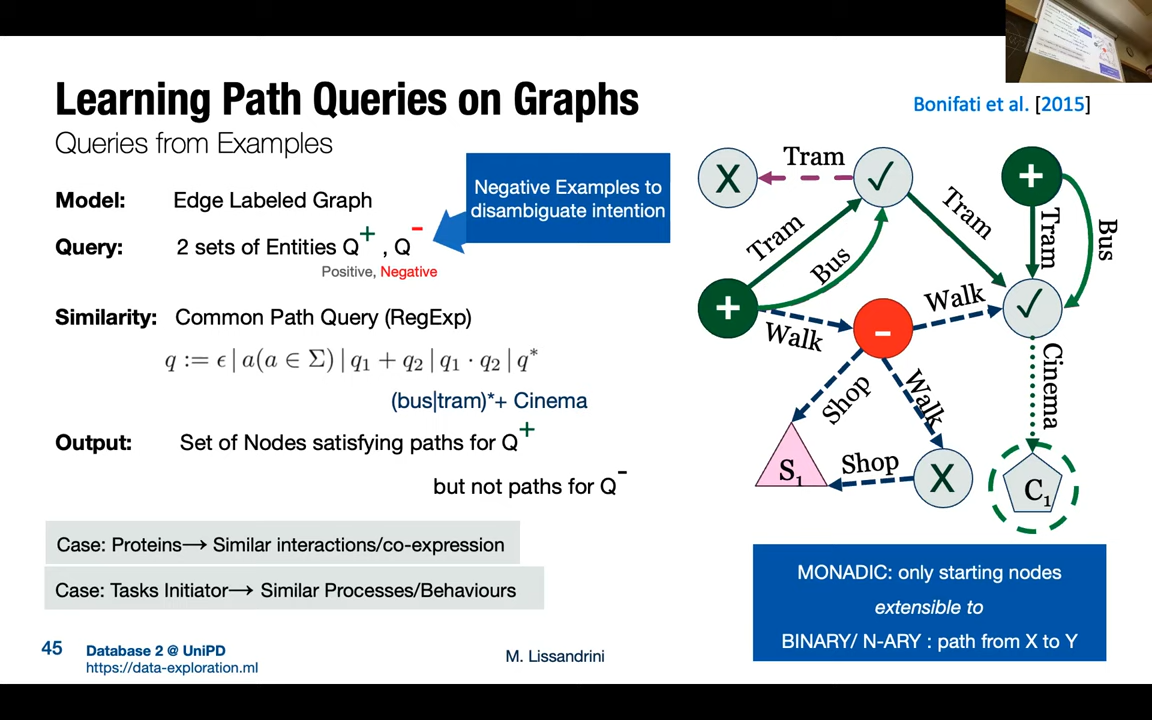 Learning Path Queries on Graphs
Queries from Examples
Bonifati et al. [2015]
Model: Edge Labeled Graph
Query: 2 sets of Entities Q+ , Q-
Positive, Negative
Negative Examples to
disambiguate intention
Similarity: Common Path Query (RegExp)
q := ϵ | a(a ∈ Σ) | q1 + q2 | q1 · q2 | q*
(bus|tram)*+ Cinema
Output: Set of Nodes satisfying paths for Q+
but not paths for Q-
Case: Proteins→ Similar interactions/co-expression
Case: Tasks Initiator→ Similar Processes/Behaviours
X
Tram
✓
+
Tram
Bus
Tram
Tram
Bus
+
Walk
-
Walk
✓
Shop
Walk
Cinema
S1
Shop
X
C1
MONADIC: only starting nodes
extensible to
BINARY/ N-ARY : path from X to Y
45
Database 2 @ UniPD
https://data-exploration.ml
M. Lissandrini